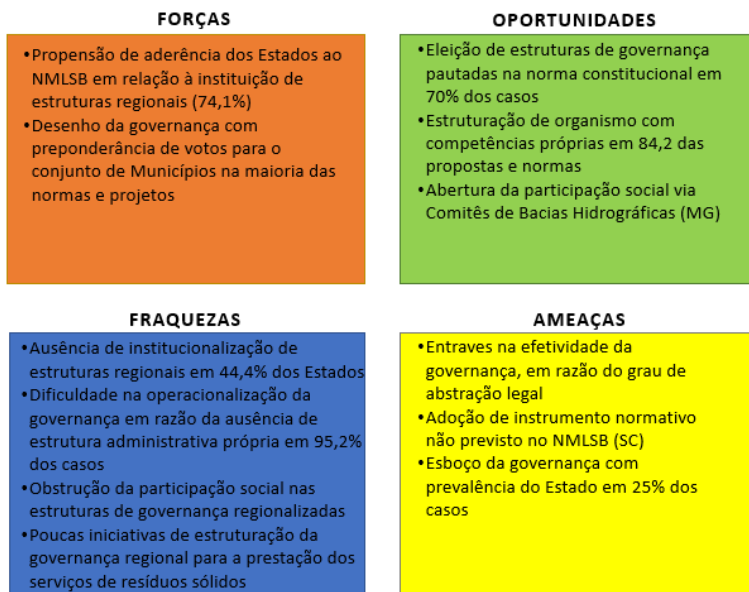 FORÇAS
•Propensão de aderência dos Estados ao
NMLSB em relação à instituição de
estruturas regionais (74,1%)
•Desenho da governança com
preponderância de votos para o
conjunto de Municípios na maioria das
normas e projetos
OPORTUNIDADES
•Eleição de estruturas de governança
pautadas na norma constitucional em
70% dos casos
•Estruturação de organismo com
competências próprias em 84,2 das
propostas e normas
•Abertura da participação social via
Comitês de Bacias Hidrográficas (MG)
FRAQUEZAS
•Ausência de institucionalização de
estruturas regionais em 44,4% dos Estados
•Dificuldade na operacionalização da
governança em razão da ausência de
estrutura administrativa própria em 95,2%
dos casos
•Obstrução da participação social nas
estruturas de governança regionalizadas
•Poucas iniciativas de estruturação da
governança regional para a prestação dos
serviços de resíduos sólidos
AMEAÇAS
•Entraves na efetividade da
governança, em razão do grau de
abstração legal
•Adoção de instrumento normativo
não previsto no NMLSB (SC)
•Esboço da governança com
prevalência do Estado em 25% dos
casos